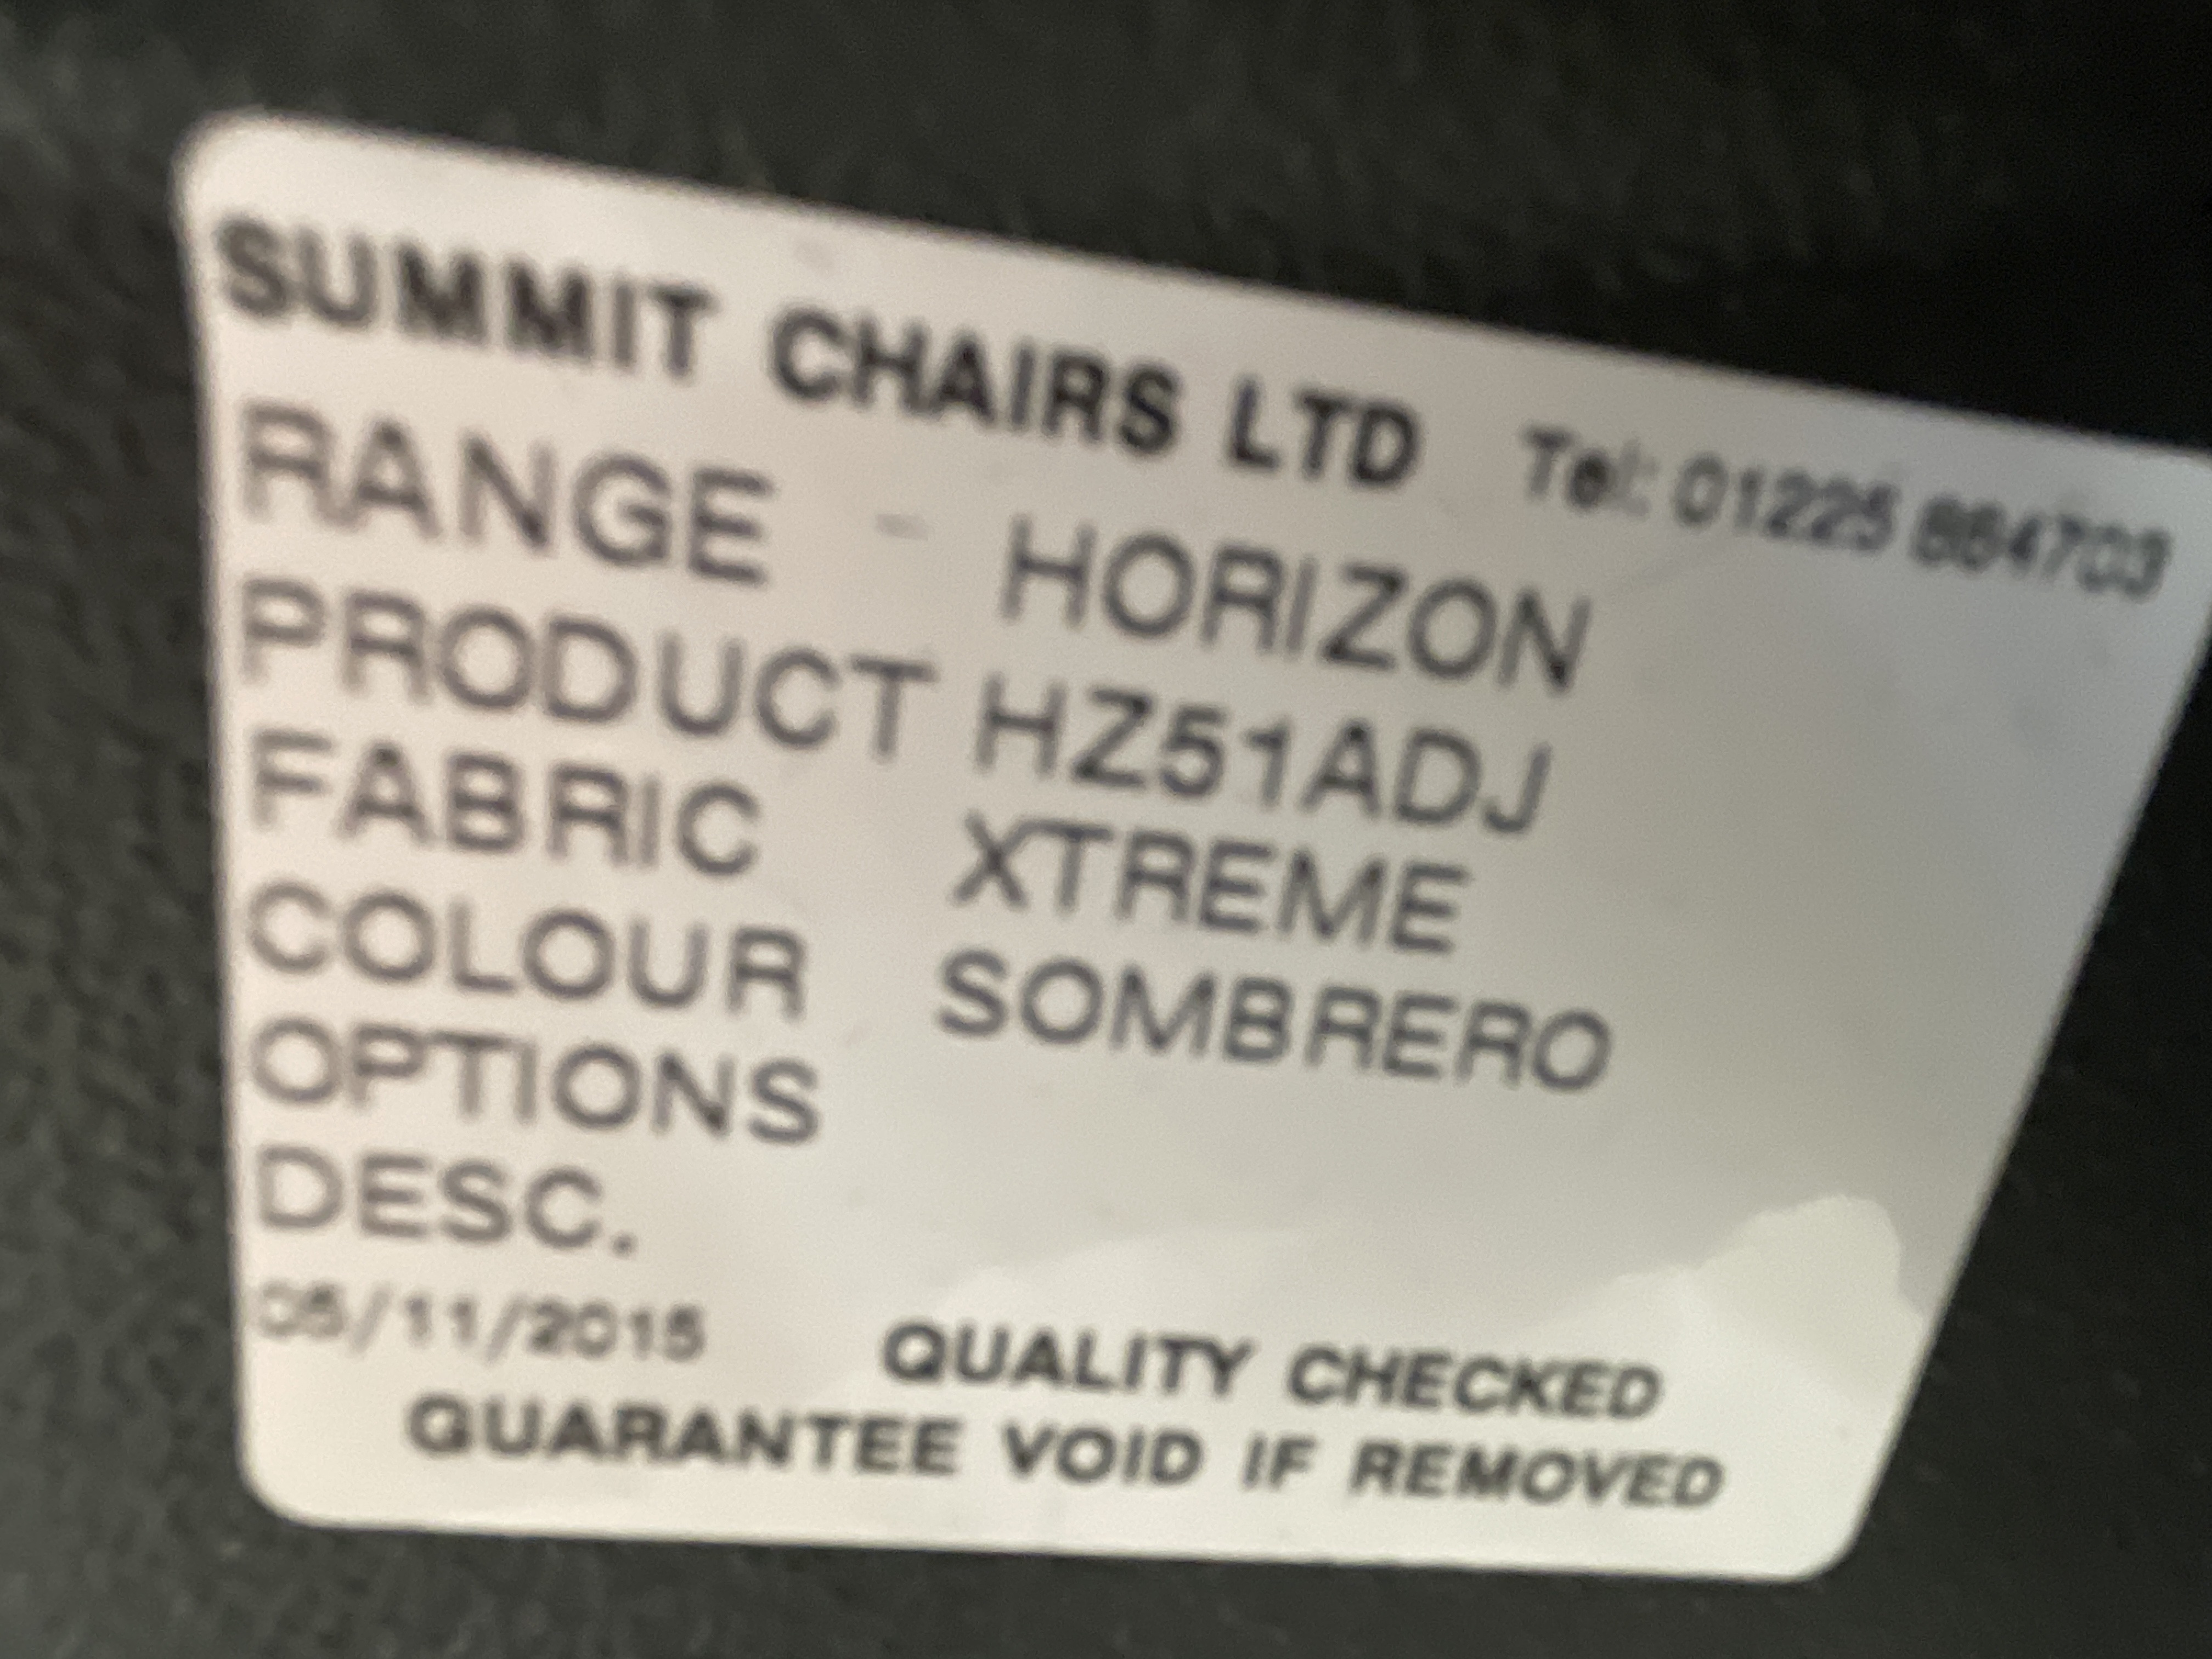 SUMMIT CHAIRS LTD Tel: 01225 864703
RANGE - HORIZON
PRODUCT HZ51ADJ
FABRIC XTREME
COLOUR SOMBRERO
OPTIONS
DESC.
05/11/2015 QUALITY CHECKED
GUARANTEE VOID IF REMOVED